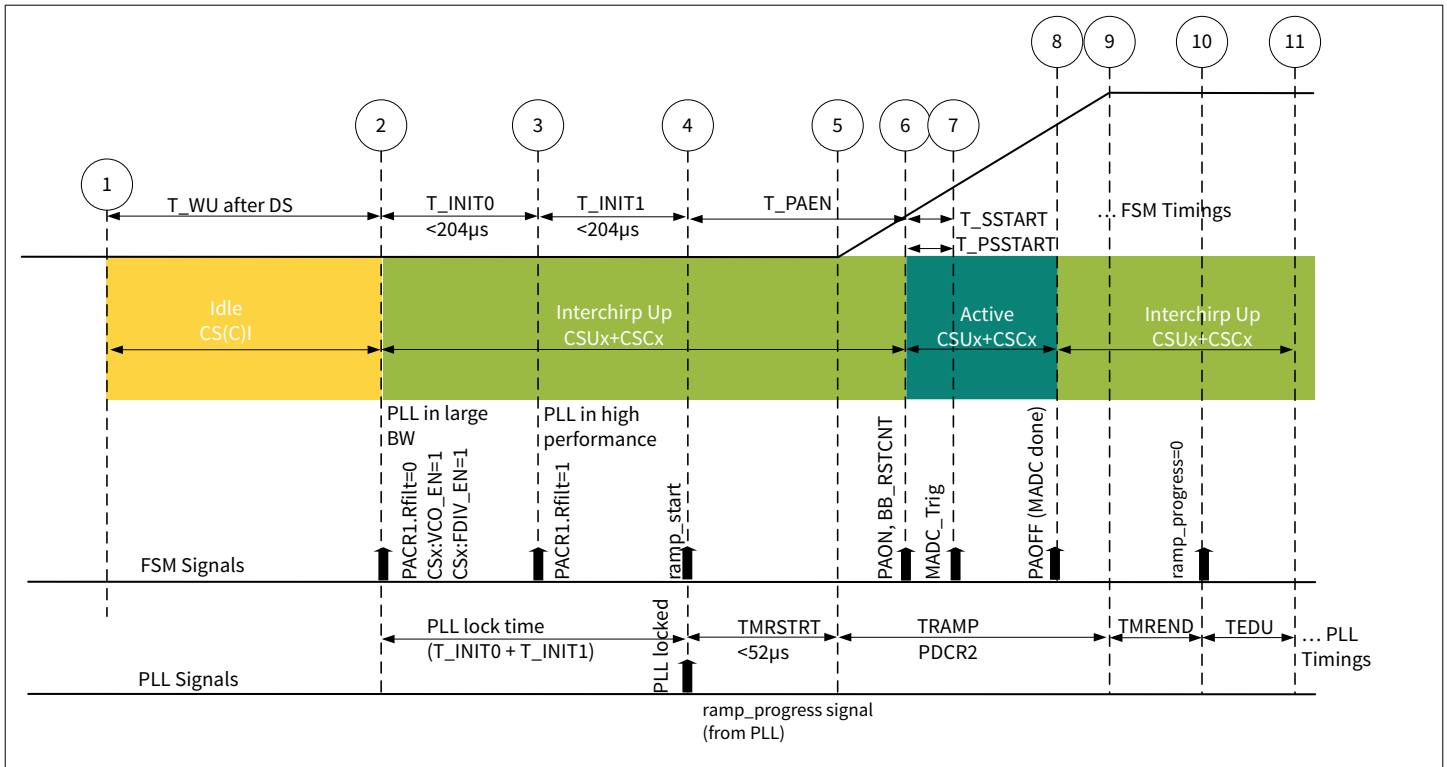 8
9
10
11
2
3
4
5
6
7
1
T_WU after DS
T_INIT0
<204µs
T_INIT1
<204µs
T_PAEN
T_SSTART
T_PSSTART
... FSM Timings
Idle
CS(C)I
Interchirp Up
CSUx+CSCx
Active
CSUx+CSCx
Interchirp Up
CSUx+CSCx
PLL in large
BW
PLL in high
performance
PACR1.Rfilt=0
CSx:VCO_EN=1
CSx:FDIV_EN=1
PACR1.Rfilt=1
ramp_start
PAON, BB_RSTCNT
MADC_Trig
PAOFF (MADC done)
ramp_progress=0
FSM Signals
PLL lock time
(T_INIT0 + T_INIT1)
PLL locked
TMRSTRT
<52µs
TRAMP
PDCR2
TMREND
TEDU
... PLL
Timings
PLL Signals
ramp_progress signal
(from PLL)